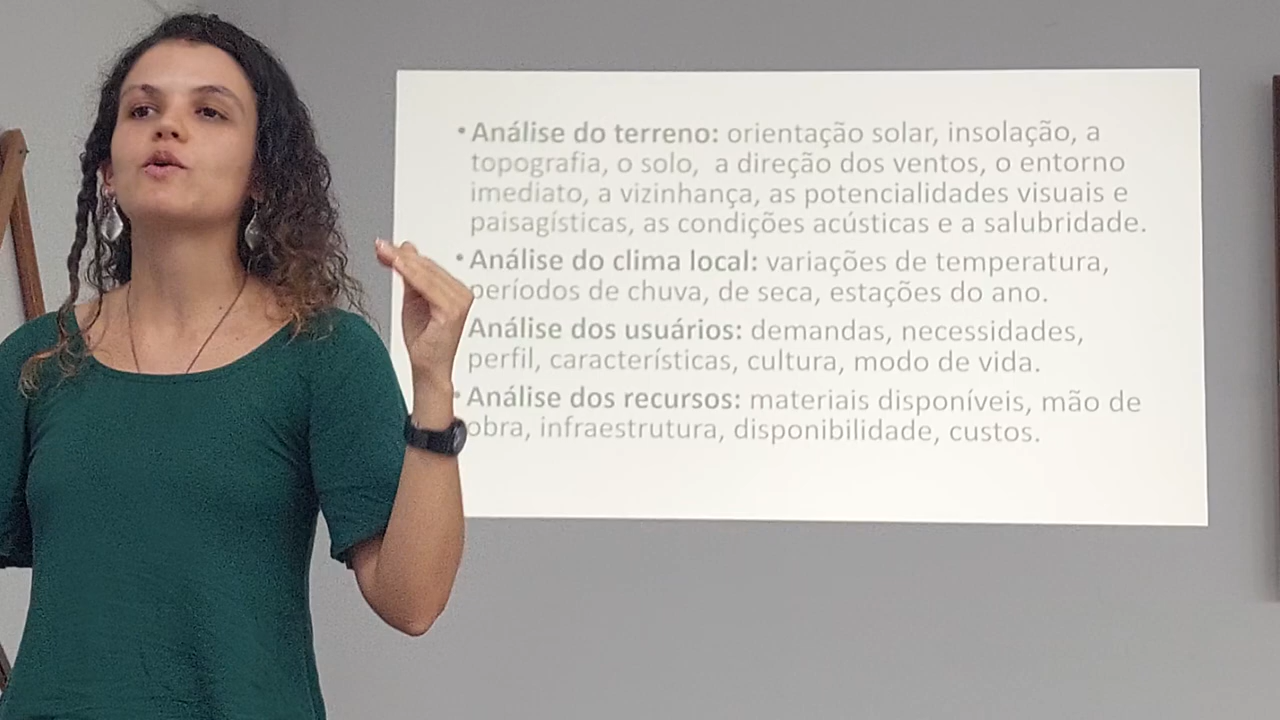 • Análise do terreno: orientação solar, insolação, a
topografia, o solo, a direção dos ventos, o entorno
imediato, a vizinhança, as potencialidades visuais e
paisagísticas, as condições acústicas e a salubridade.
• Análise do clima local: variações de temperatura,
períodos de chuva, de seca, estações do ano.
Análise dos usuários: demandas, necessidades,
perfil, características, cultura, modo de vida.
• Análise dos recursos: materiais disponíveis, mão de
obra, infraestrutura, disponibilidade, custos.